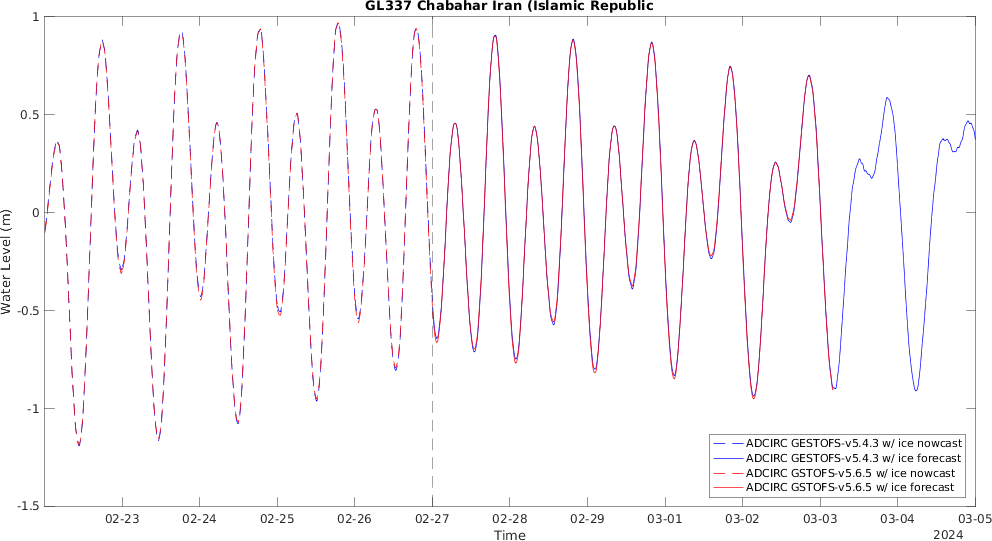 GL337 Chabahar Iran (Islamic Republic
1
0.5
0
-0.5
-1
-1.5
Water Level (m)
02-23 02-24 02-25 02-26 02-27 02-28 02-29 03-01 03-02 03-03 03-04 03-05
Time
2024
ADCIRC GESTOFS-v5.4.3 w/ ice nowcast
ADCIRC GESTOFS-v5.4.3 w/ ice forecast
ADCIRC GSTOFS-v5.6.5 w/ ice nowcast
ADCIRC GSTOFS-v5.6.5 w/ ice forecast